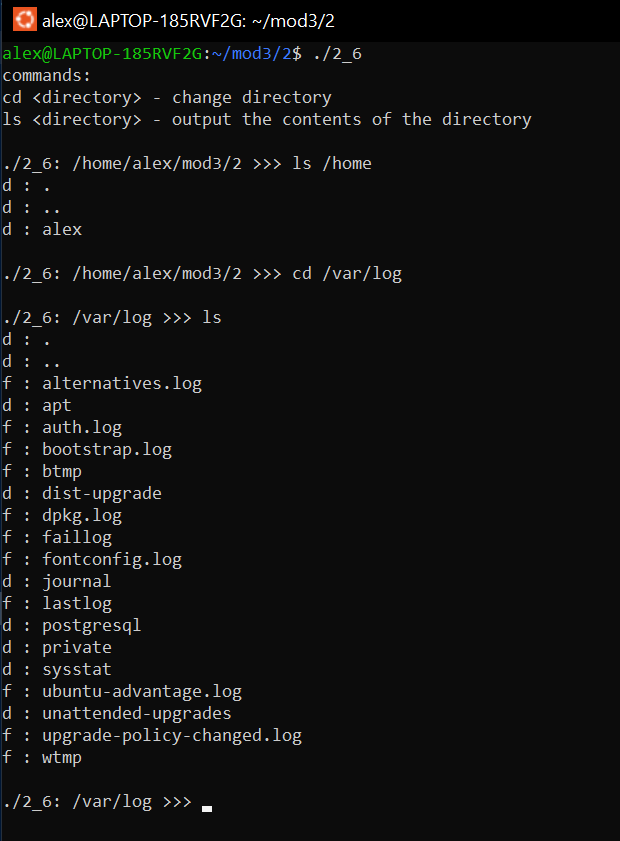 alex@LAPTOP-185RVF2G: ~/mod3/2
alex@LAPTOP-185RVF2G:~/mod3/2$ ./2_6
commands:
cd <directory> - change directory
ls <directory> - output the contents of the directory
./2_6: /home/alex/mod3/2 >>> ls /home
d : .
d : ..
d : alex
./2_6: /home/alex/mod3/2 >>> cd /var/log
./2_6: /var/log >>> ls
d : .
d : ..
f : alternatives.log
d : apt
f : auth.log
f : bootstrap.log
f : btmp
d : dist-upgrade
f : dpkg.log
f : faillog
f : fontconfig.log
d : journal
f : lastlog
d : postgresql
d : private
d : sysstat
f : ubuntu-advantage.log
d : unattended-upgrades
f : upgrade-policy-changed.log
f : wtmp
./2_6: /var/log >>>